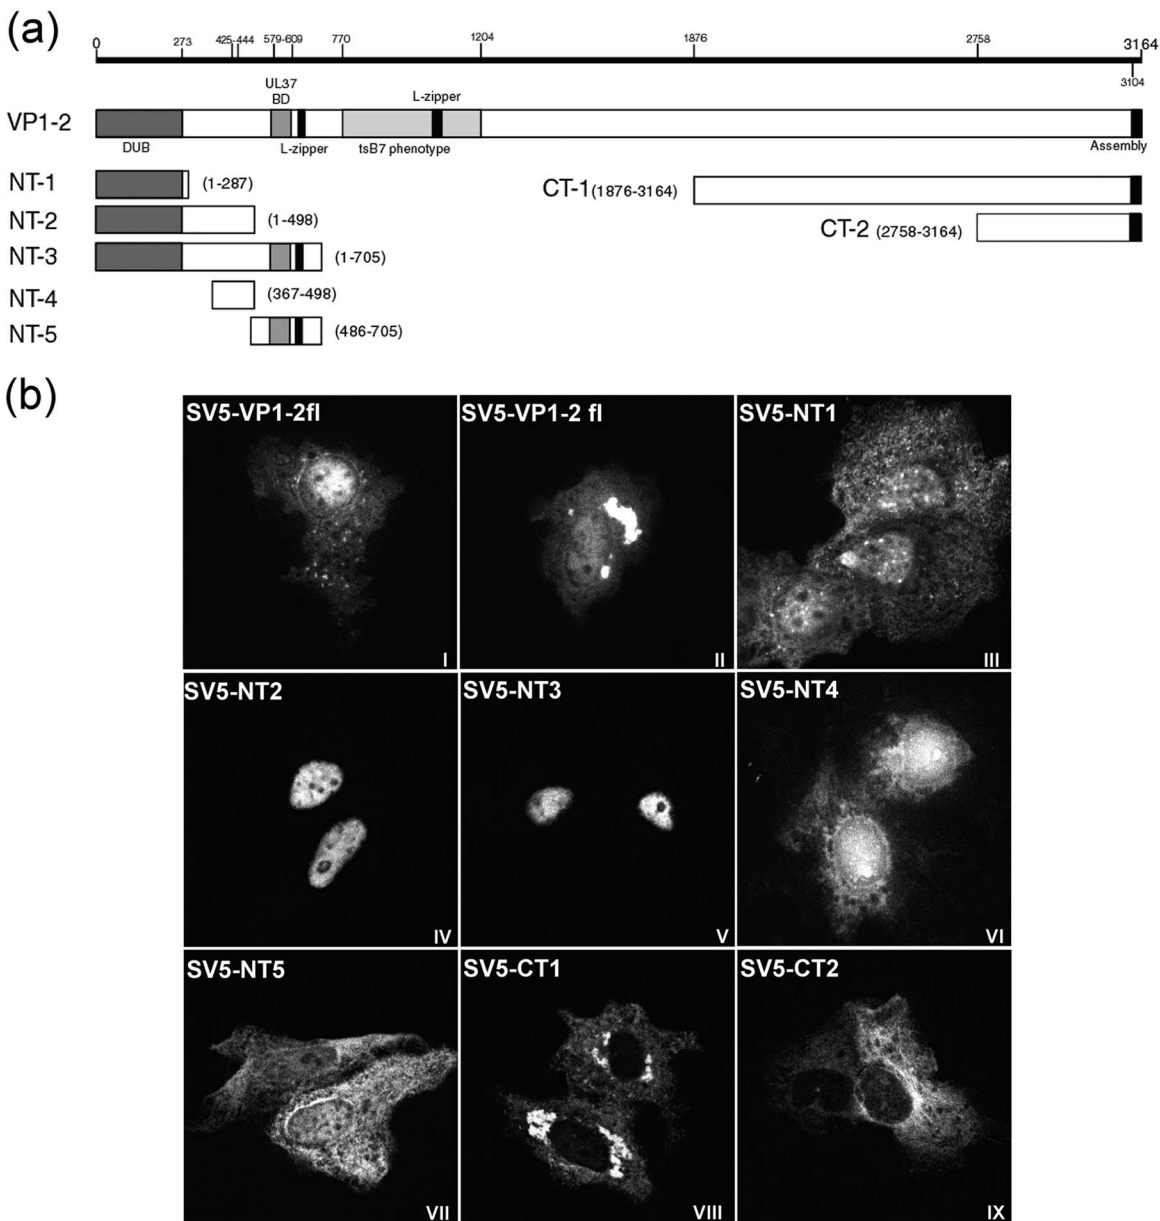 (a)
0 273 425-444 579-609 770 1204 1876 2758 3164
3104
UL37
BD
L-zipper
VP1-2
DUB L-zipper tsB7 phenotype Assembly
NT-1 (1-287) CT-1 (1876-3164)
NT-2 (1-498) CT-2 (2758-3164)
NT-3 (1-705)
NT-4 (367-498)
NT-5 (486-705)
(b)
SV5-VP1-2fl SV5-VP1-2 fl SV5-NT1
I II III
SV5-NT2 SV5-NT3 SV5-NT4
IV V VI
SV5-NT5 SV5-CT1 SV5-CT2
VII VIII IX